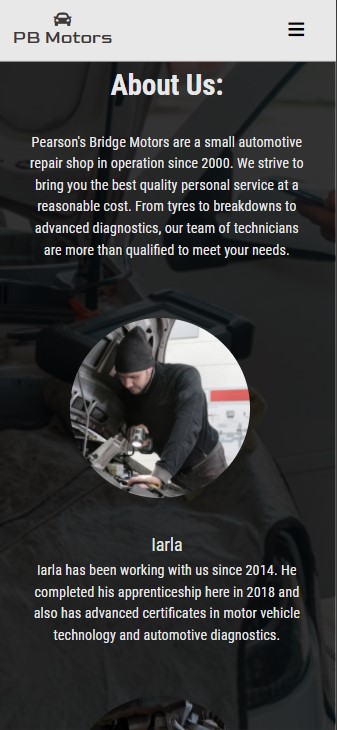 PB Motors
About Us:
Pearson's Bridge Motors are a small automotive
repair shop in operation since 2000. We strive to
bring you the best quality personal service at a
reasonable cost. From tyres to breakdowns to
advanced diagnostics, our team of technicians
are more than qualified to meet your needs.
Iarla
Iarla has been working with us since 2014. He
completed his apprenticeship here in 2018 and
also has advanced certificates in motor vehicle
technology and automotive diagnostics.